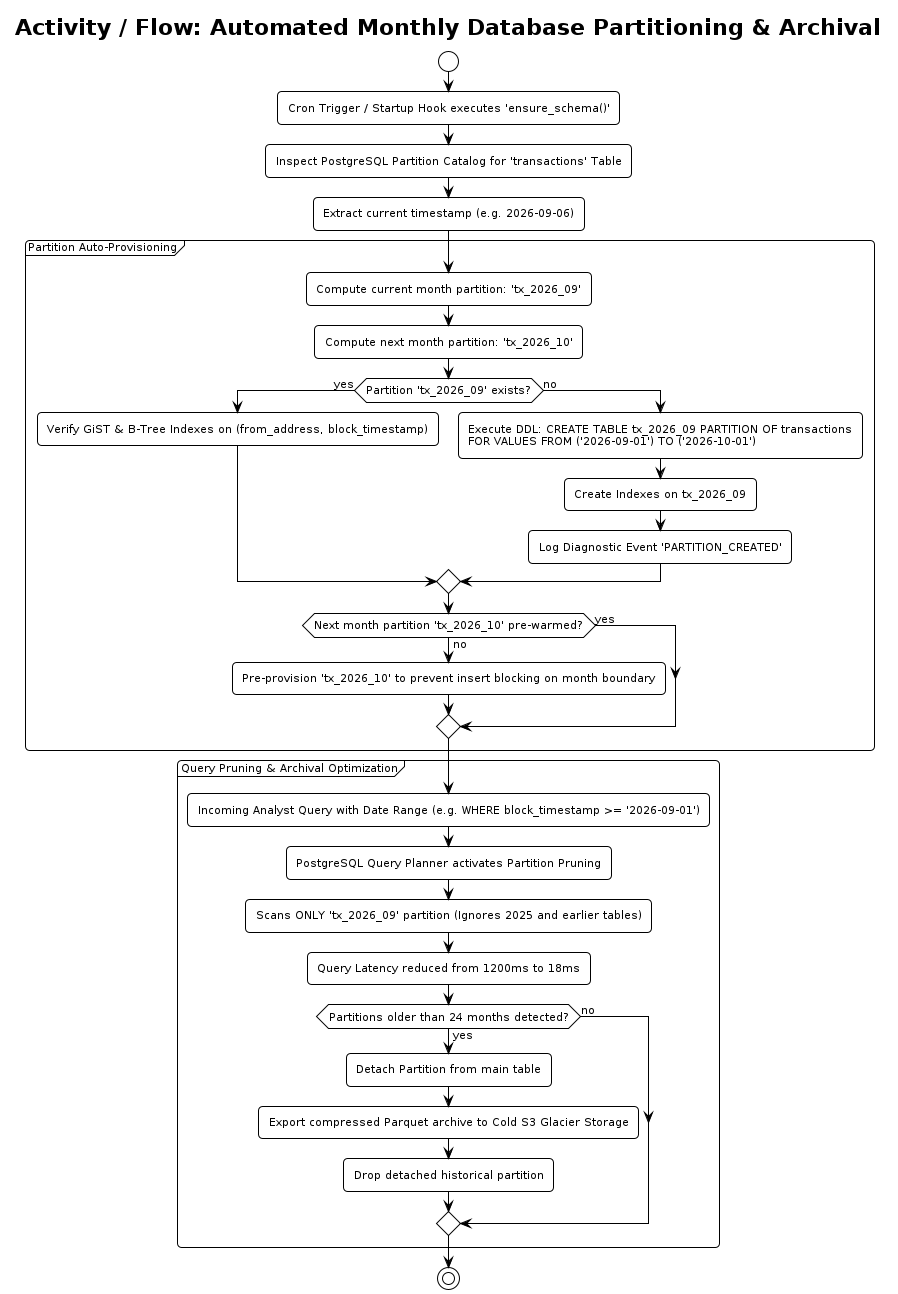 Activity / Flow: Automated Monthly Database Partitioning & Archival
Cron Trigger / Startup Hook executes 'ensure_schema()'
Inspect PostgreSQL Partition Catalog for 'transactions' Table
Extract current timestamp (e.g. 2026-09-06)
Partition Auto-Provisioning
Compute current month partition: 'tx_2026_09'
Compute next month partition: 'tx_2026_10'
yes
Partition 'tx_2026_09' exists?
no
Verify GiST & B-Tree Indexes on (from_address, block_timestamp)
Execute DDL: CREATE TABLE tx_2026_09 PARTITION OF transactions
FOR VALUES FROM ('2026-09-01') TO ('2026-10-01')
Create Indexes on tx_2026_09
Log Diagnostic Event 'PARTITION_CREATED'
Next month partition 'tx_2026_10' pre-warmed?
yes
no
Pre-provision 'tx_2026_10' to prevent insert blocking on month boundary
Query Pruning & Archival Optimization
Incoming Analyst Query with Date Range (e.g. WHERE block_timestamp >= '2026-09-01')
PostgreSQL Query Planner activates Partition Pruning
Scans ONLY 'tx_2026_09' partition (Ignores 2025 and earlier tables)
Query Latency reduced from 1200ms to 18ms
Partitions older than 24 months detected?
no
yes
Detach Partition from main table
Export compressed Parquet archive to Cold S3 Glacier Storage
Drop detached historical partition